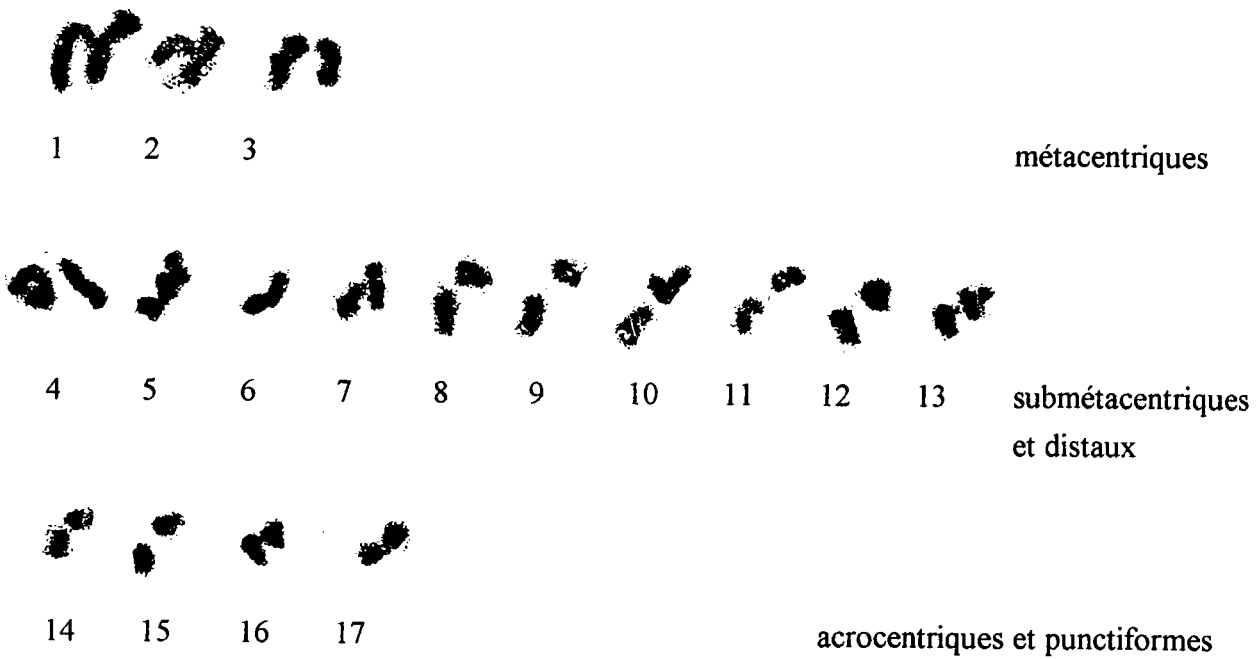 1 2 3 métacentriques
4 5 6 7 8 9 10 11 12 13 submétacentriques
et distaux
14 15 16 17 acrocentriques et punctiformes